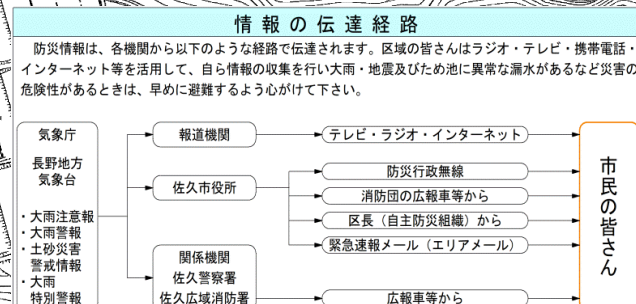 情報の伝達経路
防災情報は、各機関から以下のような経路で伝達されます。区域の皆さんはラジオ・テレビ・携帯電話・
インターネット等を活用して、自ら情報の収集を行い大雨・地震及びため池に異常な漏水があるなど災害の
危険性があるときは、早めに避難するよう心がけて下さい。
気象庁
長野地方
気象台
・大雨注意報
・大雨警報
・土砂災害
警戒情報
・大雨
特別警報
報道機関
佐久市役所
関係機関
佐久警察署
佐久広域消防署
テレビ・ラジオ・インターネット
防災行政無線
消防団の広報車等から
区長（自主防災組織）から
緊急速報メール（エリアメール）
広報車等から
市民の皆さん